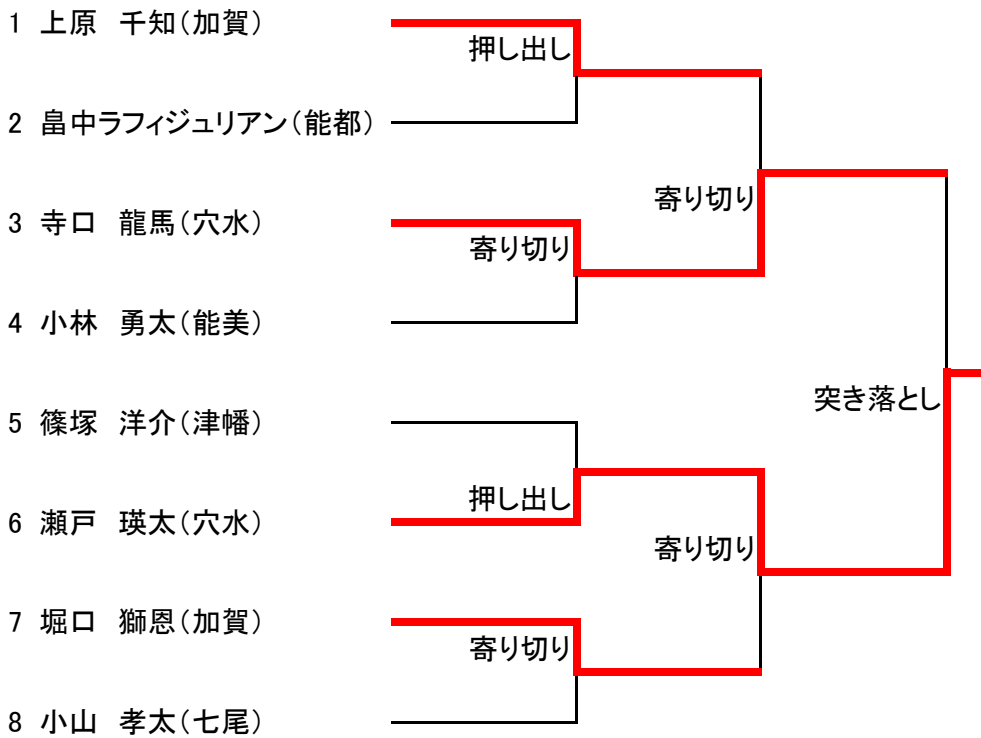 1 上原 千知(加賀)
押し出し
2 畠中ラフィジュリアン(能都)
寄り切り
3 寺口 龍馬(穴水)
寄り切り
4 小林 勇太(能美)
突き落とし
5 篠塚 洋介(津幡)
押し出し
6 瀬戸 瑛太(穴水)
寄り切り
7 堀口 獅恩(加賀)
寄り切り
8 小山 孝太(七尾)